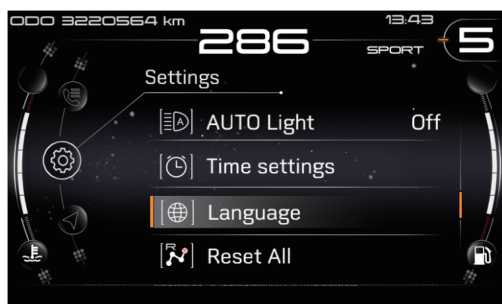 ODO 3220564 km
286
13:43
SPORT
5
Settings
AUTO Light Off
Time settings
Language
R Reset All